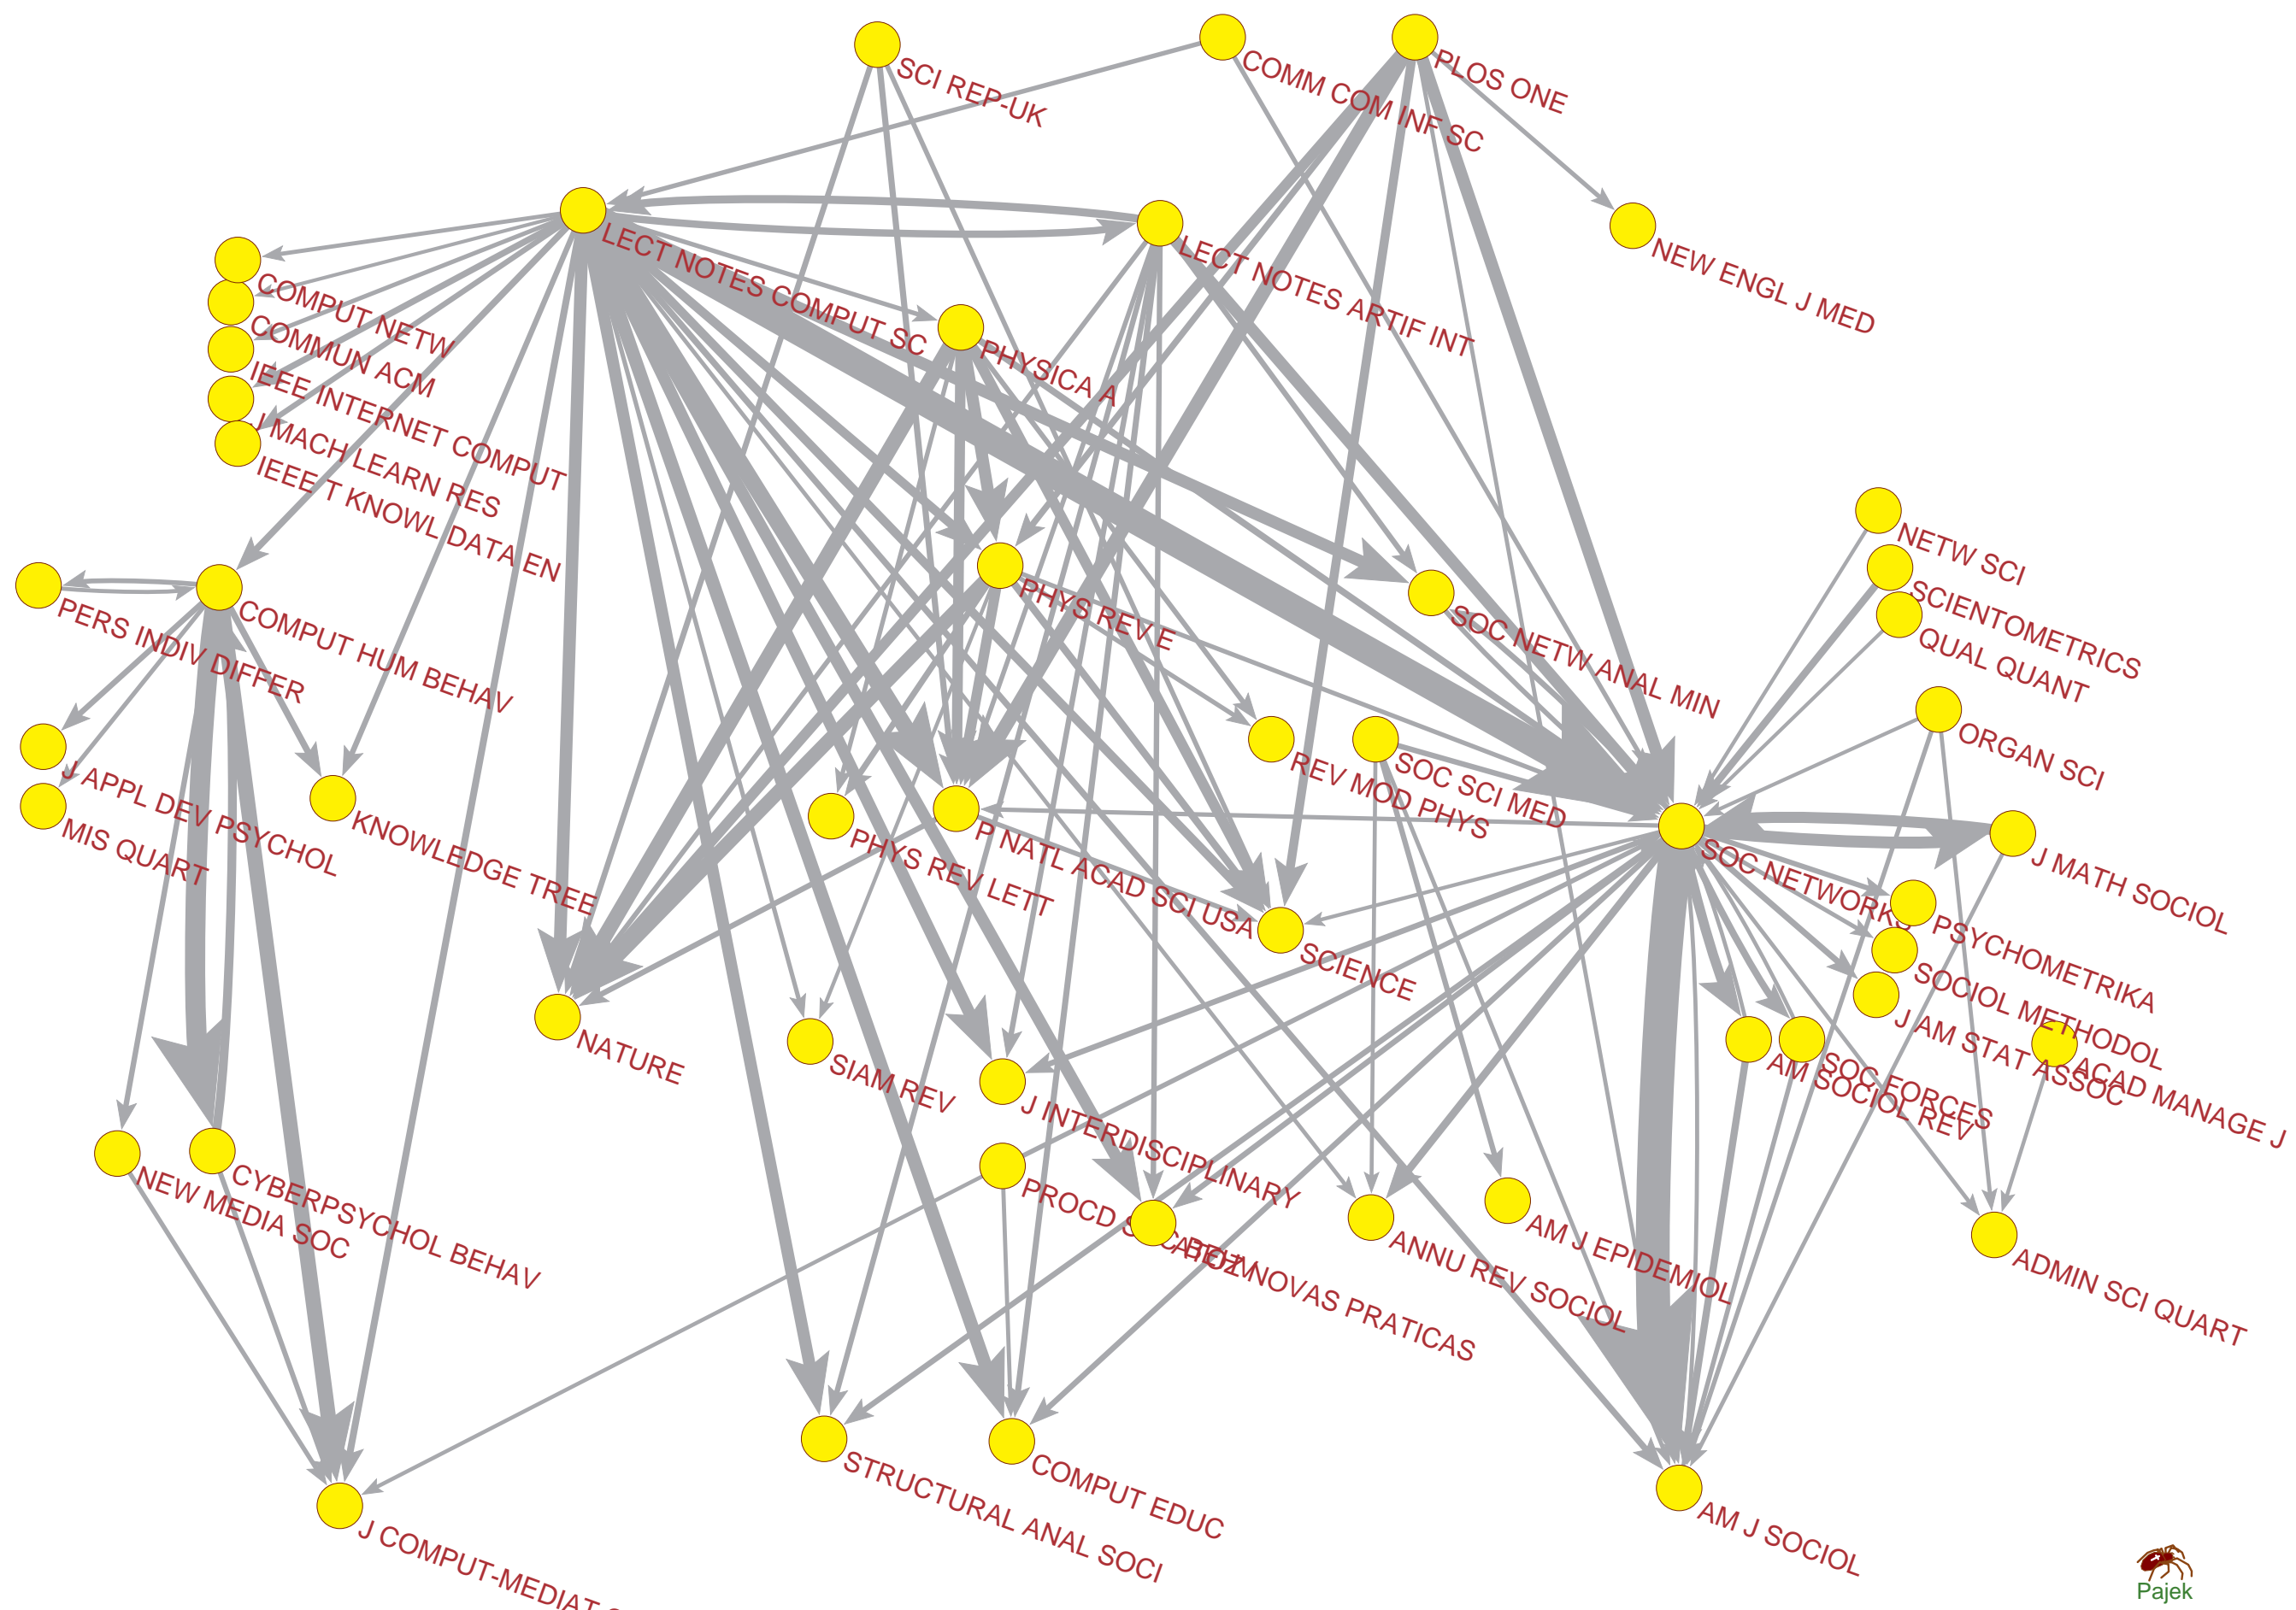 SCI REP-UK
COMM COM INF SC
PLOS ONE
LECT NOTES COMPUT SC
LECT NOTES ARTIF INT
NEW ENGL J MED
COMPUT NETW
COMMUN ACM
IEEE INTERNET COMPUT
J MACH LEARN RES
IEEE T KNOWL DATA EN
PHYSICA A
NETW SCI
SCIENTOMETRICS
QUAL QUANT
PERS INDIV DIFFER
COMPUT HUM BEHAV
PHYS REV E
SOC NETW ANAL MIN
ORGAN SCI
J APPL DEV PSYCHOL
MIS QUART
KNOWLEDGE TREE
PHYS REV LETT
P NATL ACAD SCI USA
REV MOD PHYS
SOC SCI MED
SOC NETWORKS
J MATH SOCIOL
SCIENCE
PSYCHOMETRIKA
SOCIOL METHODOL
J AM STAT ASSOC
NATURE
SIAM REV
J INTERDISCIPLINARY
AM SOCIOL REV
SOC FORCES
ACAD MANAGE J
NEW MEDIA SOC
CYBERPSYCHOL BEHAV
PROCD SOC BEHV
NOVAS PRATICAS
ANNU REV SOCIOL
AM J EPIDEMIOL
ADMIN SCI QUART
STRUCTURAL ANAL SOCI
COMPUT EDUC
AM J SOCIOL
J COMPUT-MEDIAT
Pajek